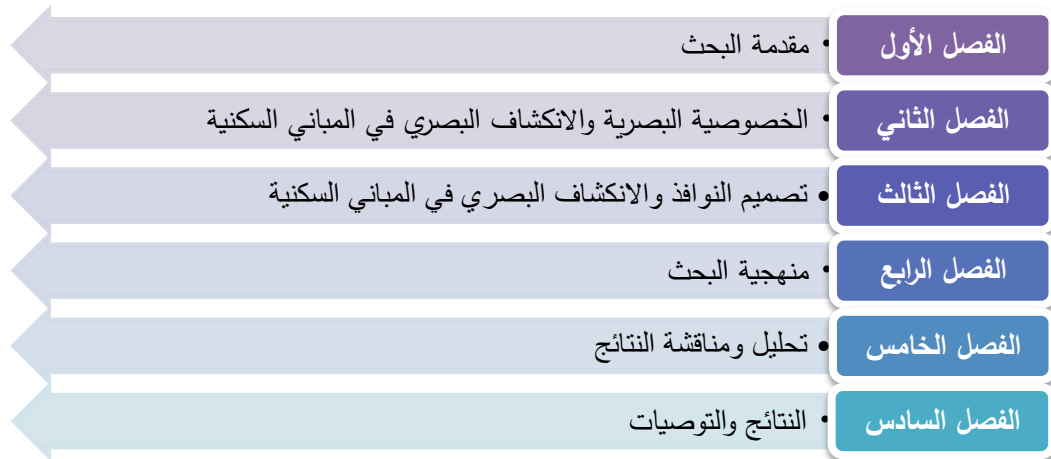 الفصل الأول • مقدمة البحث
الفصل الثاني • الخصوصية البصرية والانكشاف البصري في المباني السكنية
الفصل الثالث • تصميم النوافذ والانكشاف البصري في المباني السكنية
الفصل الرابع • منهجية البحث
الفصل الخامس • تحليل ومناقشة النتائج
الفصل السادس • النتائج والتوصيات